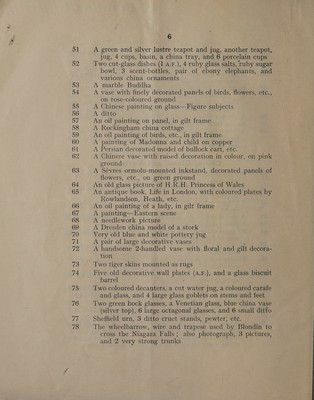 6
51 A green and silver lustre teapot and jug, another teapot,
jug, 4 cups, basin, a china tray, and 6 porcelain cups
52 Two cut-glass dishes (1 A.F.), 4 ruby glass salts, ruby sugar
bowl, 3 scent-bottles, pair of ebony elephants, and
various china ornaments
53 A marble Buddha
54 A vase with finely decorated panels of birds, flowers, etc.,
on rose-coloured ground
55 A Chinese painting on glass—Figure subjects
56 A ditto
57 An oil painting on panel, in gilt frame
58 A Rockingham china cottage
59 An oil painting of birds, etc., in gilt frame
60 A painting of Madonna and child on copper
61 A Persian decorated model of bullock cart, etc.
62 A Chinese vase with raised decoration in colour, on pink
ground
63 A Sèvres ormolu-mounted inkstand, decorated panels of
flowers, etc., on green ground
64 An old glass picture of H.R.H. Princess of Wales
65 An antique book, Life in London, with coloured plates by
Rowlandson, Heath, etc.
66 An oil painting of a lady, in gilt frame
67 A painting—Eastern scene
68 A needlework picture
69 A Dresden china model of a stork
70 Very old blue and white pottery jug
71 A pair of large decorative vases
72 A handsome 2-handled vase with floral and gilt decora-
tion
73 Two tiger skins mounted as rugs
74 Five old decorative wall plates (A.F.), and a glass biscuit
barrel
75 Two coloured decanters, a cut water jug, a coloured carafe
and glass, and 4 large glass goblets on stems and feet
76 Two green hock glasses, a Venetian glass, blue china vase
(silver top), 6 large octagonal glasses, and 6 small ditto
77 Sheffield urn, 3 ditto cruet stands, pewter, etc.
78 The wheelbarrow, wire and trapese used by Blondin to
cross the Niagara Falls; also photograph, 3 pictures,
and 2 very strong trunks